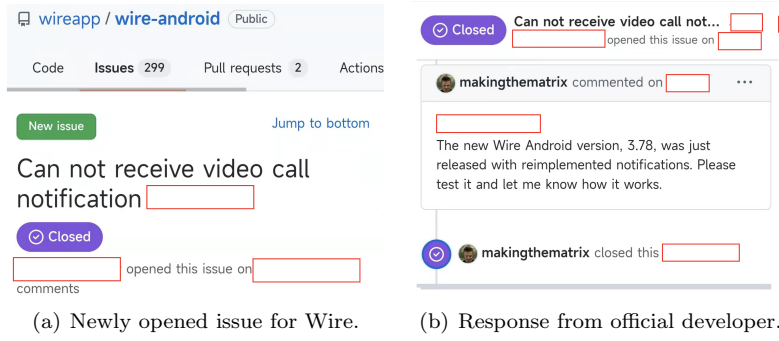 wireapp / wire-android Public
Code Issues 299 Pull requests 2 Actions
New issue Jump to bottom
Can not receive video call
notification
Closed
opened this issue on
comments
(a) Newly opened issue for Wire.
Closed Can not receive video call not...
opened this issue on
makingthematrix commented on ...
The new Wire Android version, 3.78, was just
released with reimplemented notifications. Please
test it and let me know how it works.
makingthematrix closed this
(b) Response from official developer.